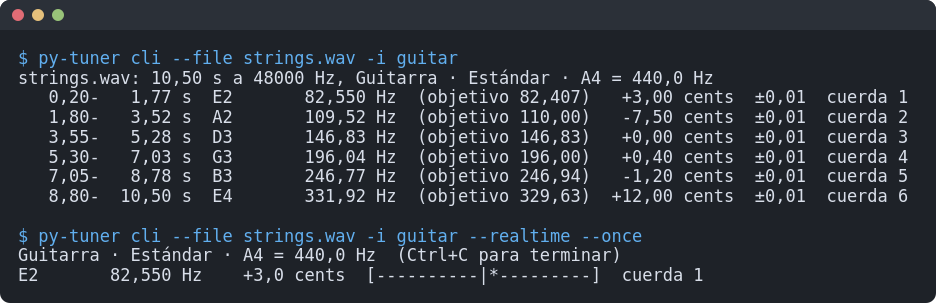 $ py-tuner cli --file strings.wav -i guitar
strings.wav: 10,50 s a 48000 Hz, Guitarra · Estándar · A4 = 440,0 Hz
0,20-   1,77 s  E2       82,550 Hz  (objetivo 82,407)   +3,00 cents  ±0,01  cuerda 1
1,80-   3,52 s  A2       109,52 Hz  (objetivo 110,00)   -7,50 cents  ±0,01  cuerda 2
3,55-   5,28 s  D3       146,83 Hz  (objetivo 146,83)   +0,00 cents  ±0,01  cuerda 3
5,30-   7,03 s  G3       196,04 Hz  (objetivo 196,00)   +0,40 cents  ±0,01  cuerda 4
7,05-   8,78 s  B3       246,77 Hz  (objetivo 246,94)   -1,20 cents  ±0,01  cuerda 5
8,80-  10,50 s  E4       331,92 Hz  (objetivo 329,63)  +12,00 cents  ±0,01  cuerda 6
$ py-tuner cli --file strings.wav -i guitar --realtime --once
Guitarra · Estándar · A4 = 440,0 Hz  (Ctrl+C para terminar)
E2       82,550 Hz    +3,0 cents  [----------|*---------]  cuerda 1